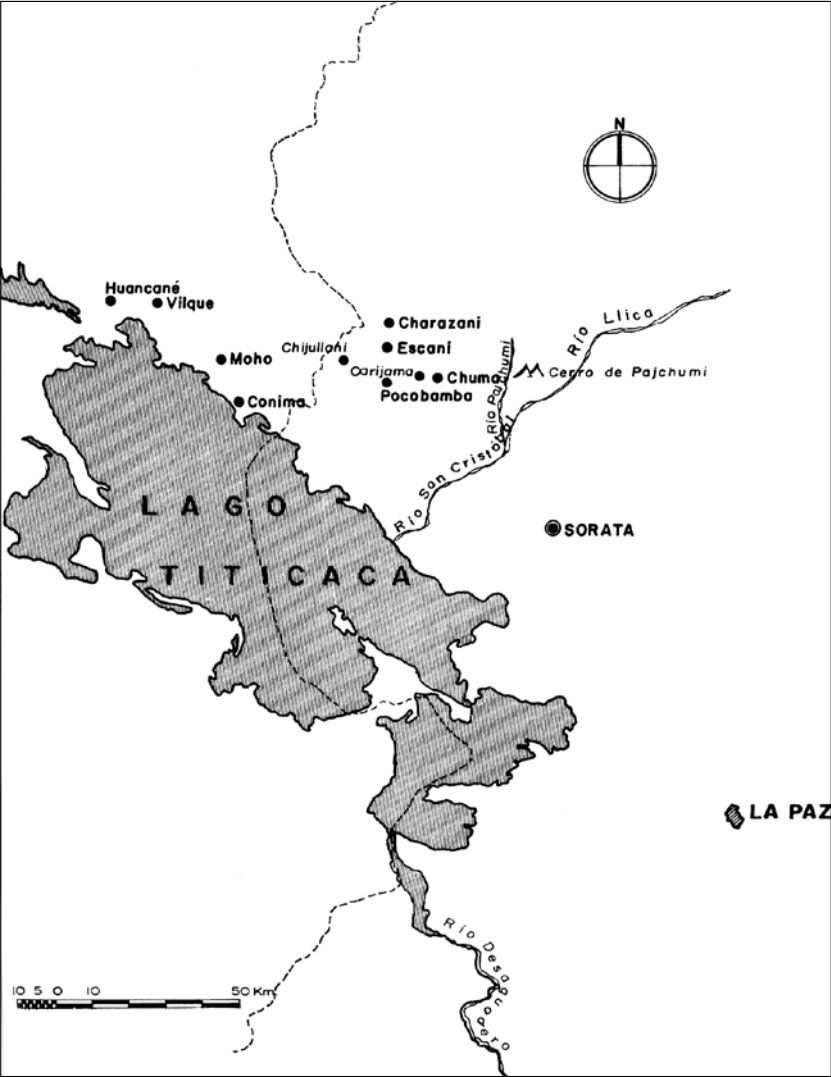 N
Huancané
Vilque
Charazani
Río Llica
Moho
Chijullani
Escani
Carijama
Chuma
Río Pajchumi
Cerro de Pajchumi
Pocobamba
Conima
Río San Cristóbal
LAGO
TITICACA
SORATA
LA PAZ
Río Desaguadero
10 5 0 10 50 Km.